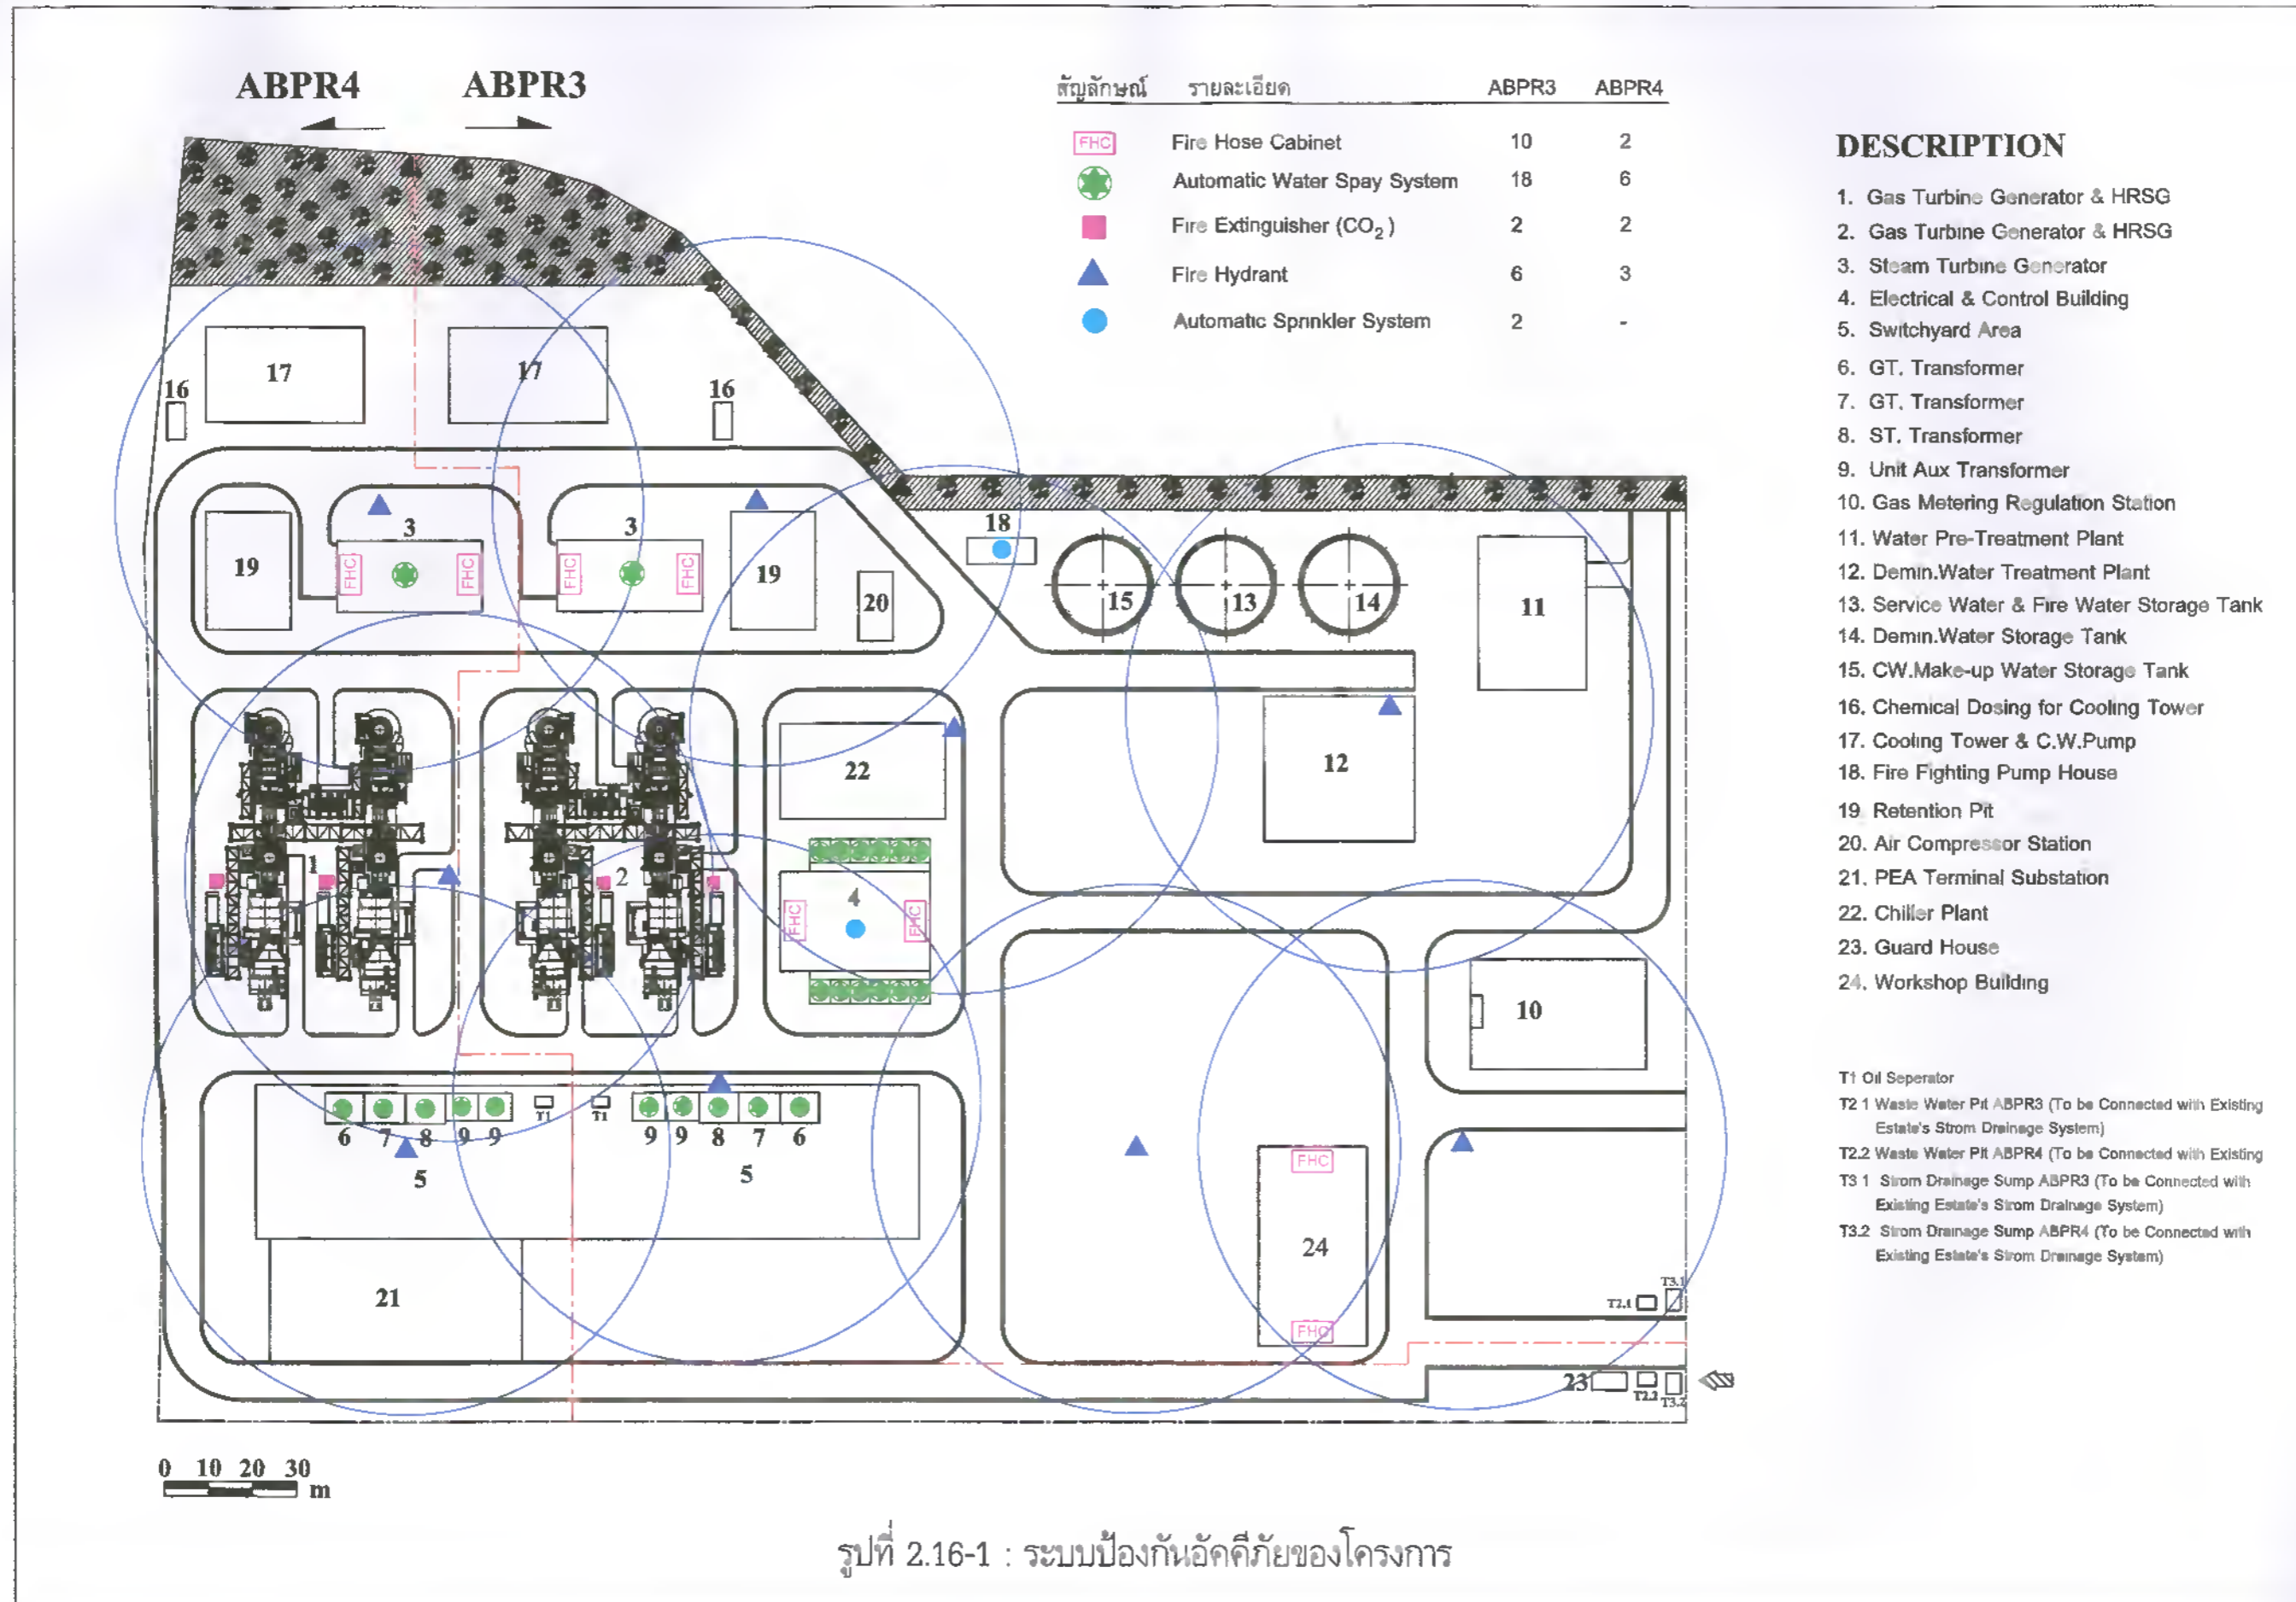 ABPR4 ABPR3
สัญลักษณ์ รายละเอียด ABPR3 ABPR4
FHC Fire Hose Cabinet 10 2
Automatic Water Spay System 18 6
Fire Extinguisher (CO2) 2 2
Fire Hydrant 6 3
Automatic Sprinkler System 2 -
DESCRIPTION
1. Gas Turbine Generator & HRSG
2. Gas Turbine Generator & HRSG
3. Steam Turbine Generator
4. Electrical & Control Building
5. Switchyard Area
6. GT. Transformer
7. GT. Transformer
8. ST. Transformer
9. Unit Aux Transformer
10. Gas Metering Regulation Station
11. Water Pre-Treatment Plant
12. Demin.Water Treatment Plant
13. Service Water & Fire Water Storage Tank
14. Demin.Water Storage Tank
15. CW.Make-up Water Storage Tank
16. Chemical Dosing for Cooling Tower
17. Cooling Tower & C.W.Pump
18. Fire Fighting Pump House
19. Retention Pit
20. Air Compressor Station
21. PEA Terminal Substation
22. Chiller Plant
23. Guard House
24. Workshop Building
T1 Oil Seperator
T2 1 Waste Water Pit ABPR3 (To be Connected with Existing
Estate's Strom Drainage System)
T2.2 Waste Water Pit ABPR4 (To be Connected with Existing
T3 1 Strom Drainage Sump ABPR3 (To be Connected with
Existing Estate's Strom Drainage System)
T3.2 Strom Drainage Sump ABPR4 (To be Connected with
Existing Estate's Strom Drainage System)
17 17
16 16
3 3 18
19 FHC FHC FHC FHC 19 20
15 13 14 11
22 12
1 2 4
FHC FHC
10
T1 T1
6 7 8 9 9 9 9 8 7 6
5 5
FHC
24
FHC
21
T3.1
T2.1
23 T2.2 T3.2
0 10 20 30
m
รูปที่ 2.16-1 : ระบบป้องกันอัคคีภัยของโครงการ